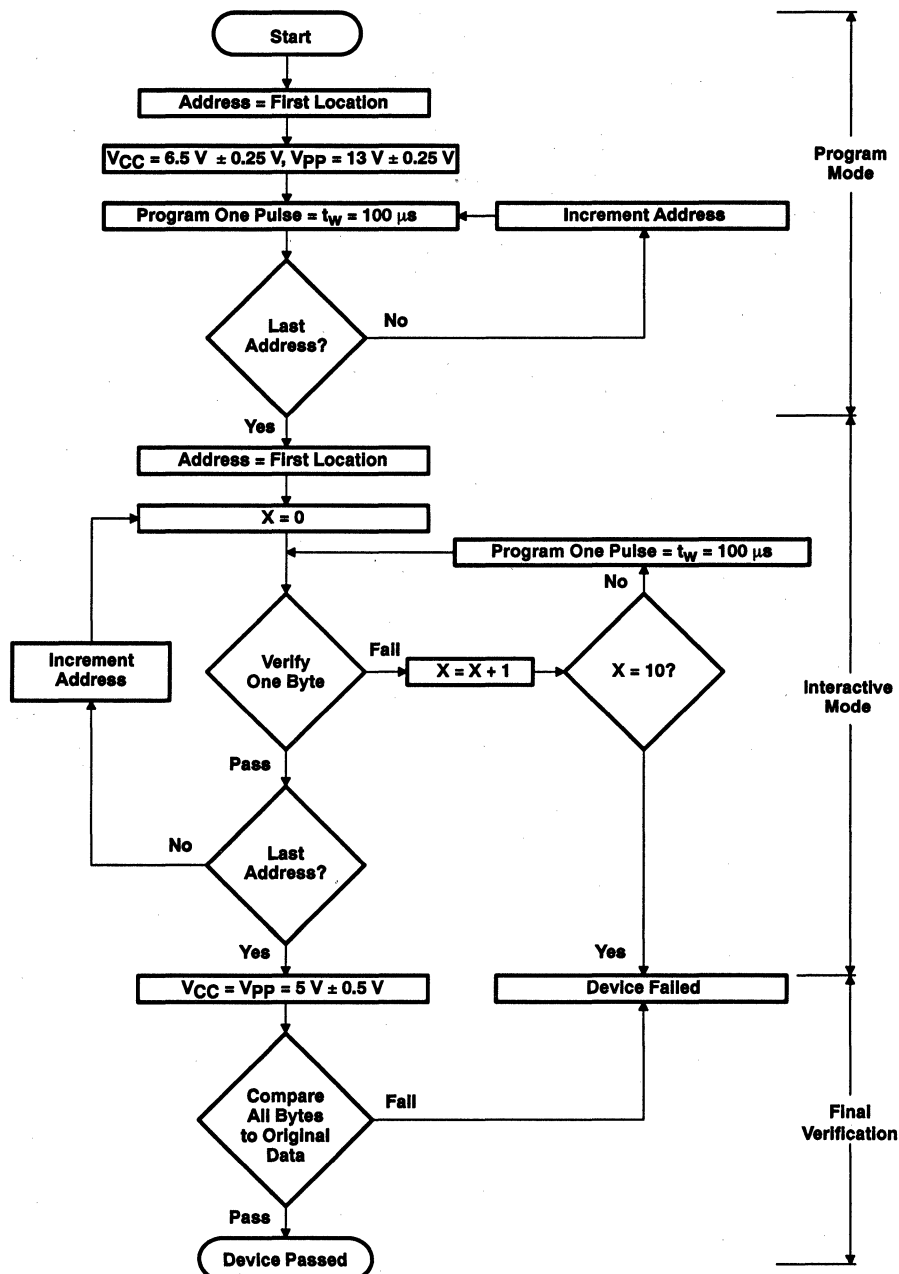 Start
Address = First Location
VCC = 6.5 V ± 0.25 V, VPP = 13 V ± 0.25 V
Program
Mode
Program One Pulse = tw = 100 µs
Increment Address
Last
Address?
No
Yes
Address = First Location
X = 0
Program One Pulse = tw = 100 µs
No
Increment
Address
Verify
One Byte
Fail
X = X + 1
X = 10?
Interactive
Mode
Pass
No
Last
Address?
Yes
Yes
VCC = VPP = 5 V ± 0.5 V
Device Failed
Compare
All Bytes
to Original
Data
Fail
Final
Verification
Pass
Device Passed